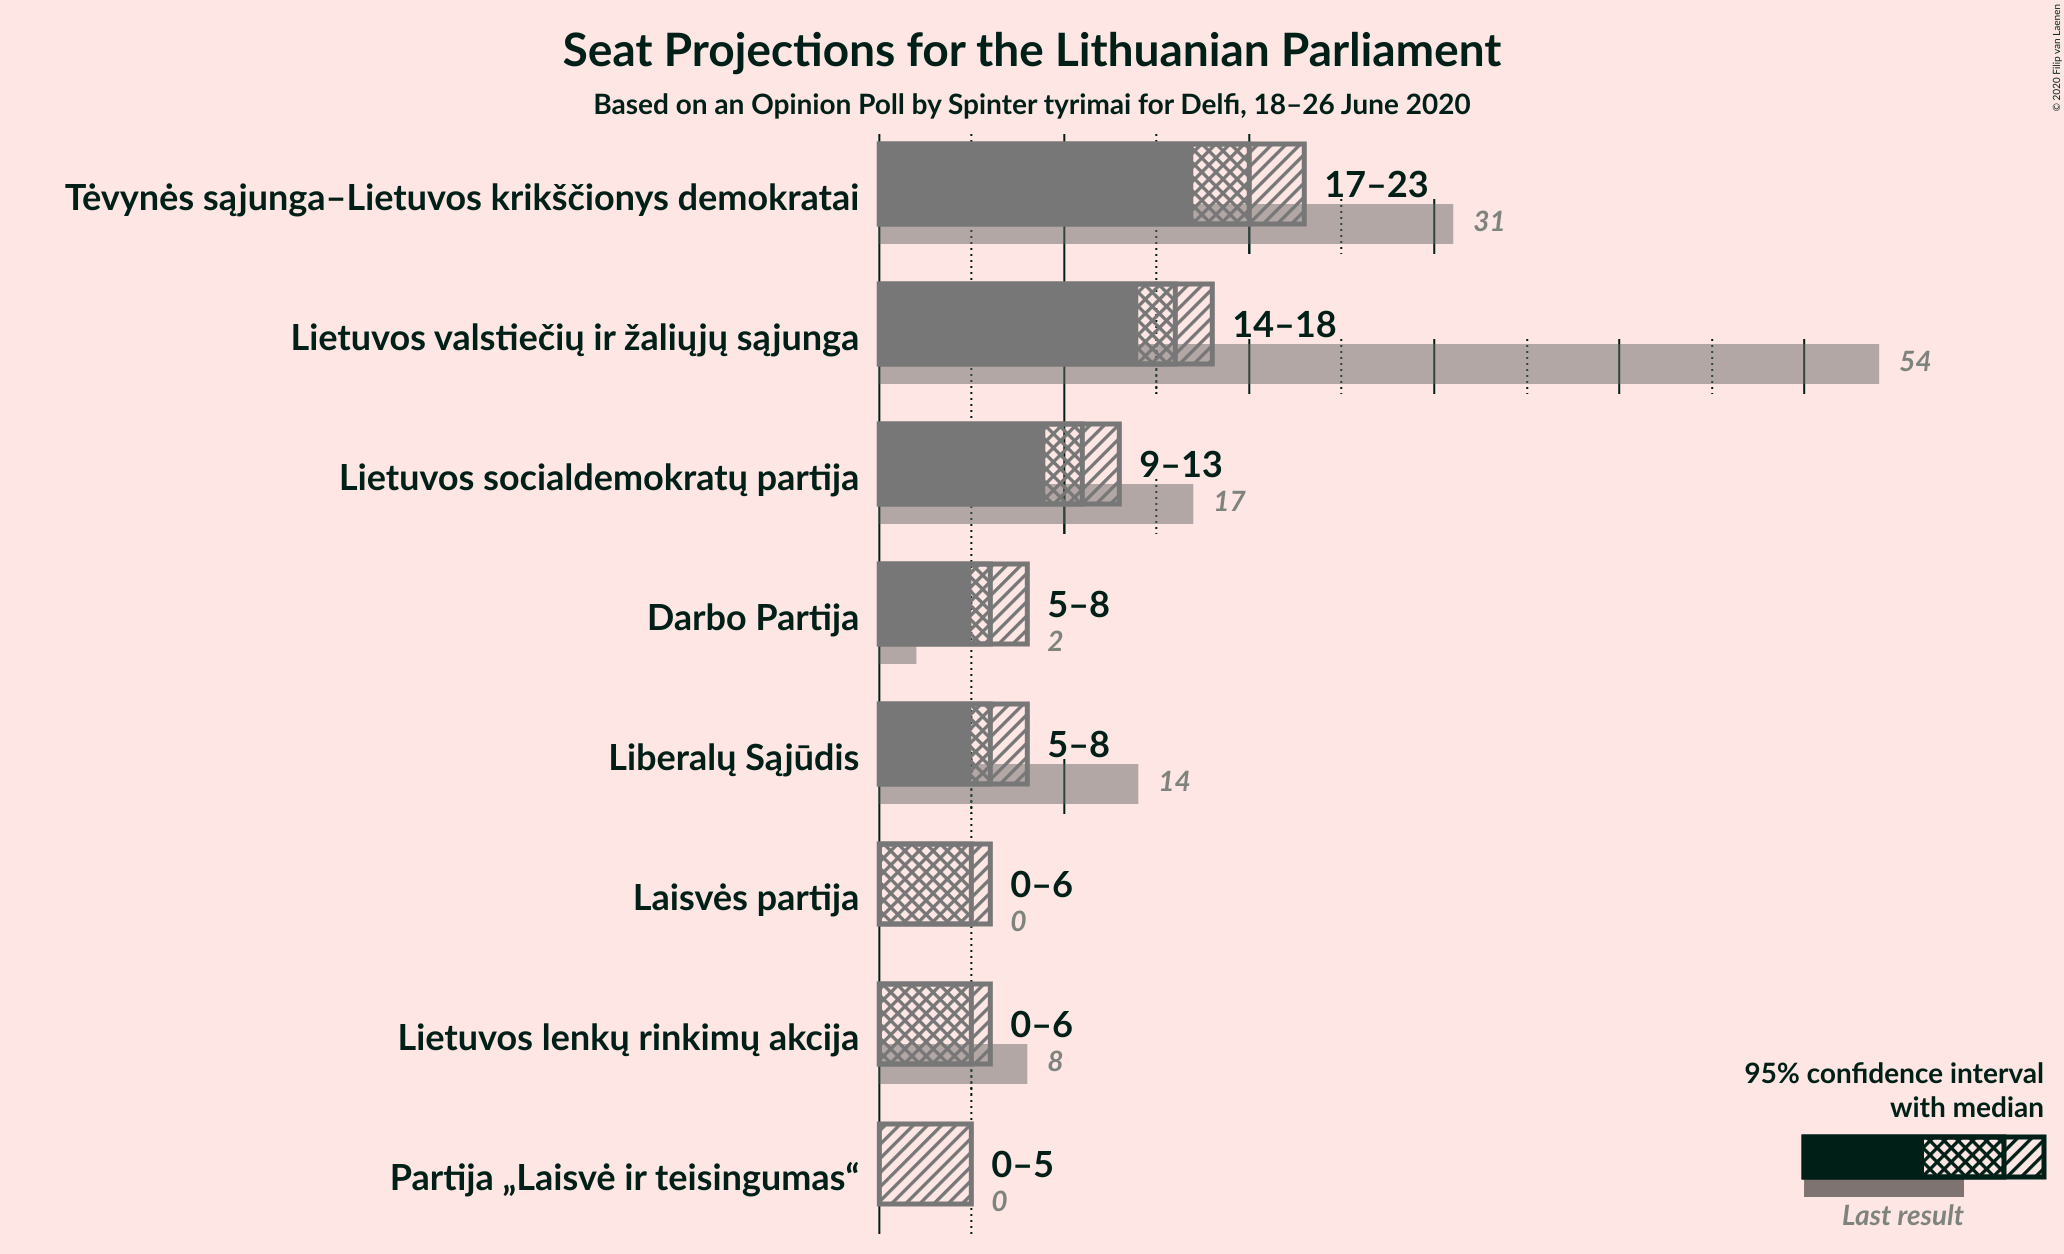 Seat Projections for the Lithuanian Parliament
Based on an Opinion Poll by Spinter tyrimai for Delfi, 18–26 June 2020
© 2020 Filip van Laenen
Tėvynės sąjunga–Lietuvos krikščionys demokratai
17–23
31
Lietuvos valstiečių ir žaliųjų sąjunga
14–18
54
Lietuvos socialdemokratų partija
9–13
17
Darbo Partija
5–8
2
Liberalų Sąjūdis
5–8
14
Laisvės partija
0–6
0
Lietuvos lenkų rinkimų akcija
0–6
8
Partija „Laisvė ir teisingumas“
0–5
0
95% confidence interval
with median
Last result